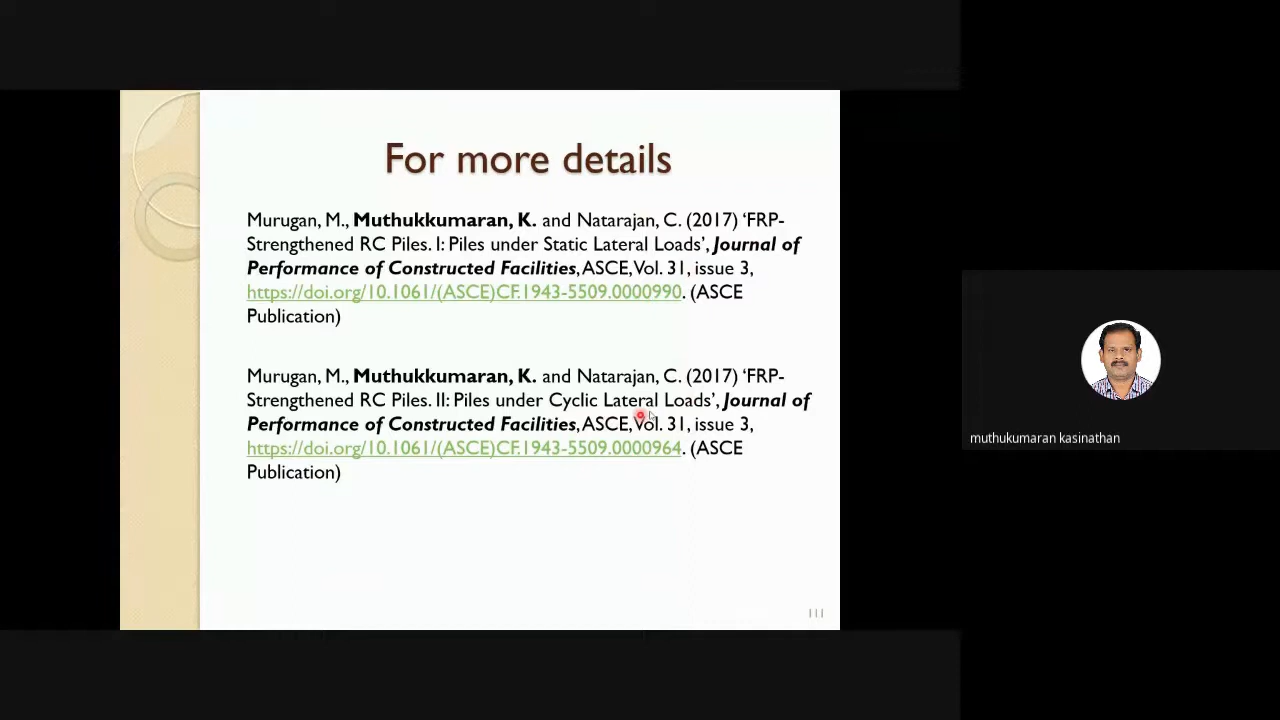 For more details
Murugan, M., Muthukkumaran, K. and Natarajan, C. (2017) ‘FRP-
Strengthened RC Piles. I: Piles under Static Lateral Loads’, Journal of
Performance of Constructed Facilities, ASCE, Vol. 31, issue 3,
https://doi.org/10.1061/(ASCE)CF.1943-5509.0000990. (ASCE
Publication)
Murugan, M., Muthukkumaran, K. and Natarajan, C. (2017) ‘FRP-
Strengthened RC Piles. II: Piles under Cyclic Lateral Loads’, Journal of
Performance of Constructed Facilities, ASCE, Vol. 31, issue 3,
https://doi.org/10.1061/(ASCE)CF.1943-5509.0000964. (ASCE
Publication)
111
muthukumaran kasinathan